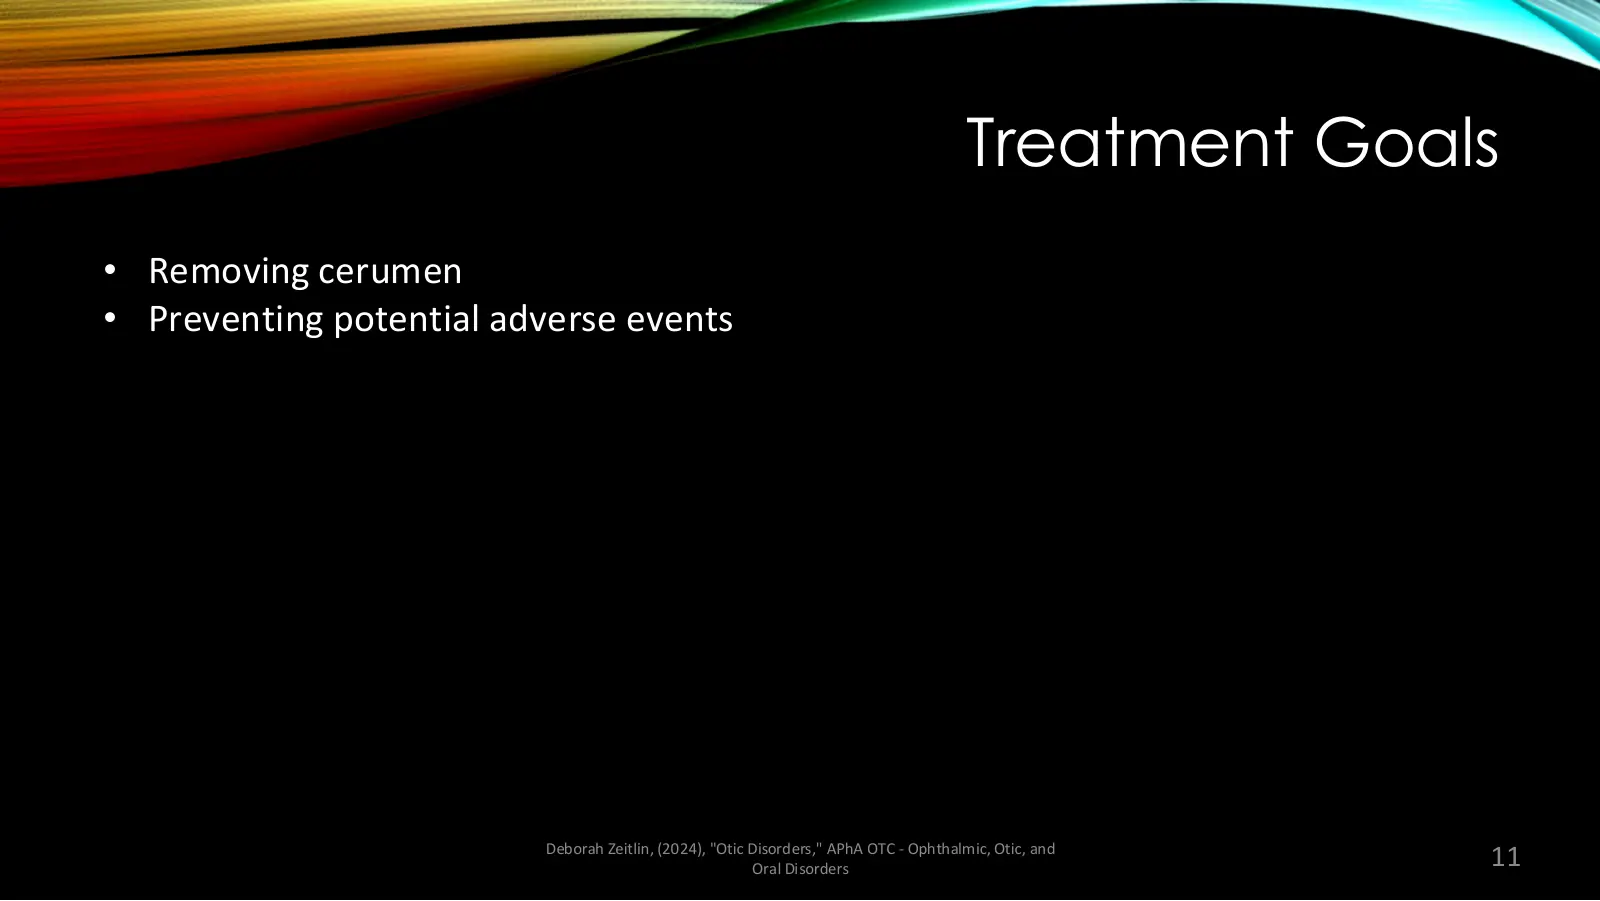 Treatment Goals
• Removing cerumen
• Preventing potential adverse events
Deborah Zeitlin, (2024), "Otic Disorders," APhA OTC - Ophthalmic, Otic, and
Oral Disorders
11